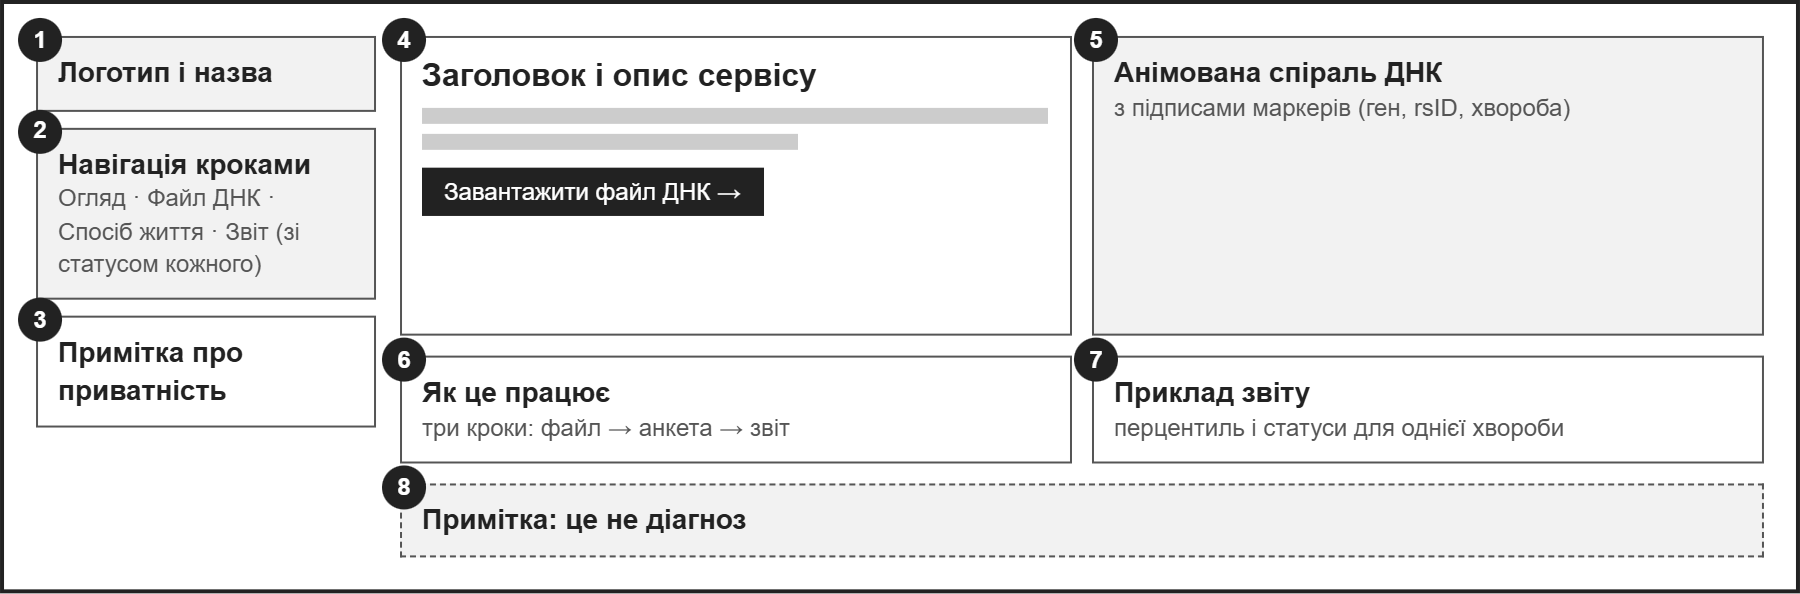 1
Логотип і назва
2
Навігація кроками
Огляд · Файл ДНК ·
Спосіб життя · Звіт (зі
статусом кожного)
3
Примітка про
приватність
4
Заголовок і опис сервісу
Завантажити файл ДНК →
5
Анімована спіраль ДНК
з підписами маркерів (ген, rsID, хвороба)
6
Як це працює
три кроки: файл → анкета → звіт
7
Приклад звіту
перцентиль і статуси для однієї хвороби
8
Примітка: це не діагноз